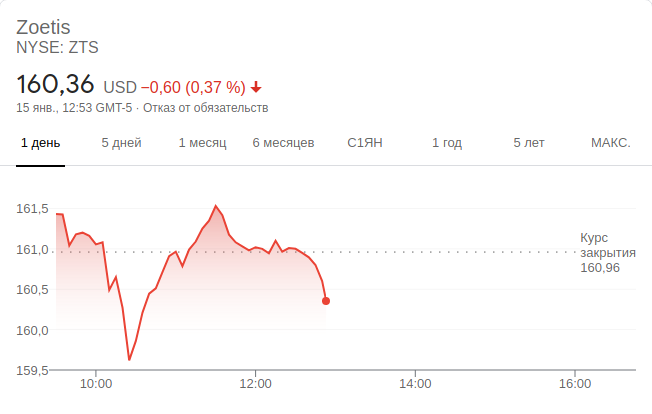 Zoetis
NYSE: ZTS
160,36 USD −0,60 (0,37 %)
15 янв., 12:53 GMT-5 · Отказ от обязательств
1 день 5 дней 1 месяц 6 месяцев С1ЯН 1 год 5 лет МАКС.
161,5
161,0
160,5
160,0
159,5
Курс
закрытия
160,96
10:00 12:00 14:00 16:00